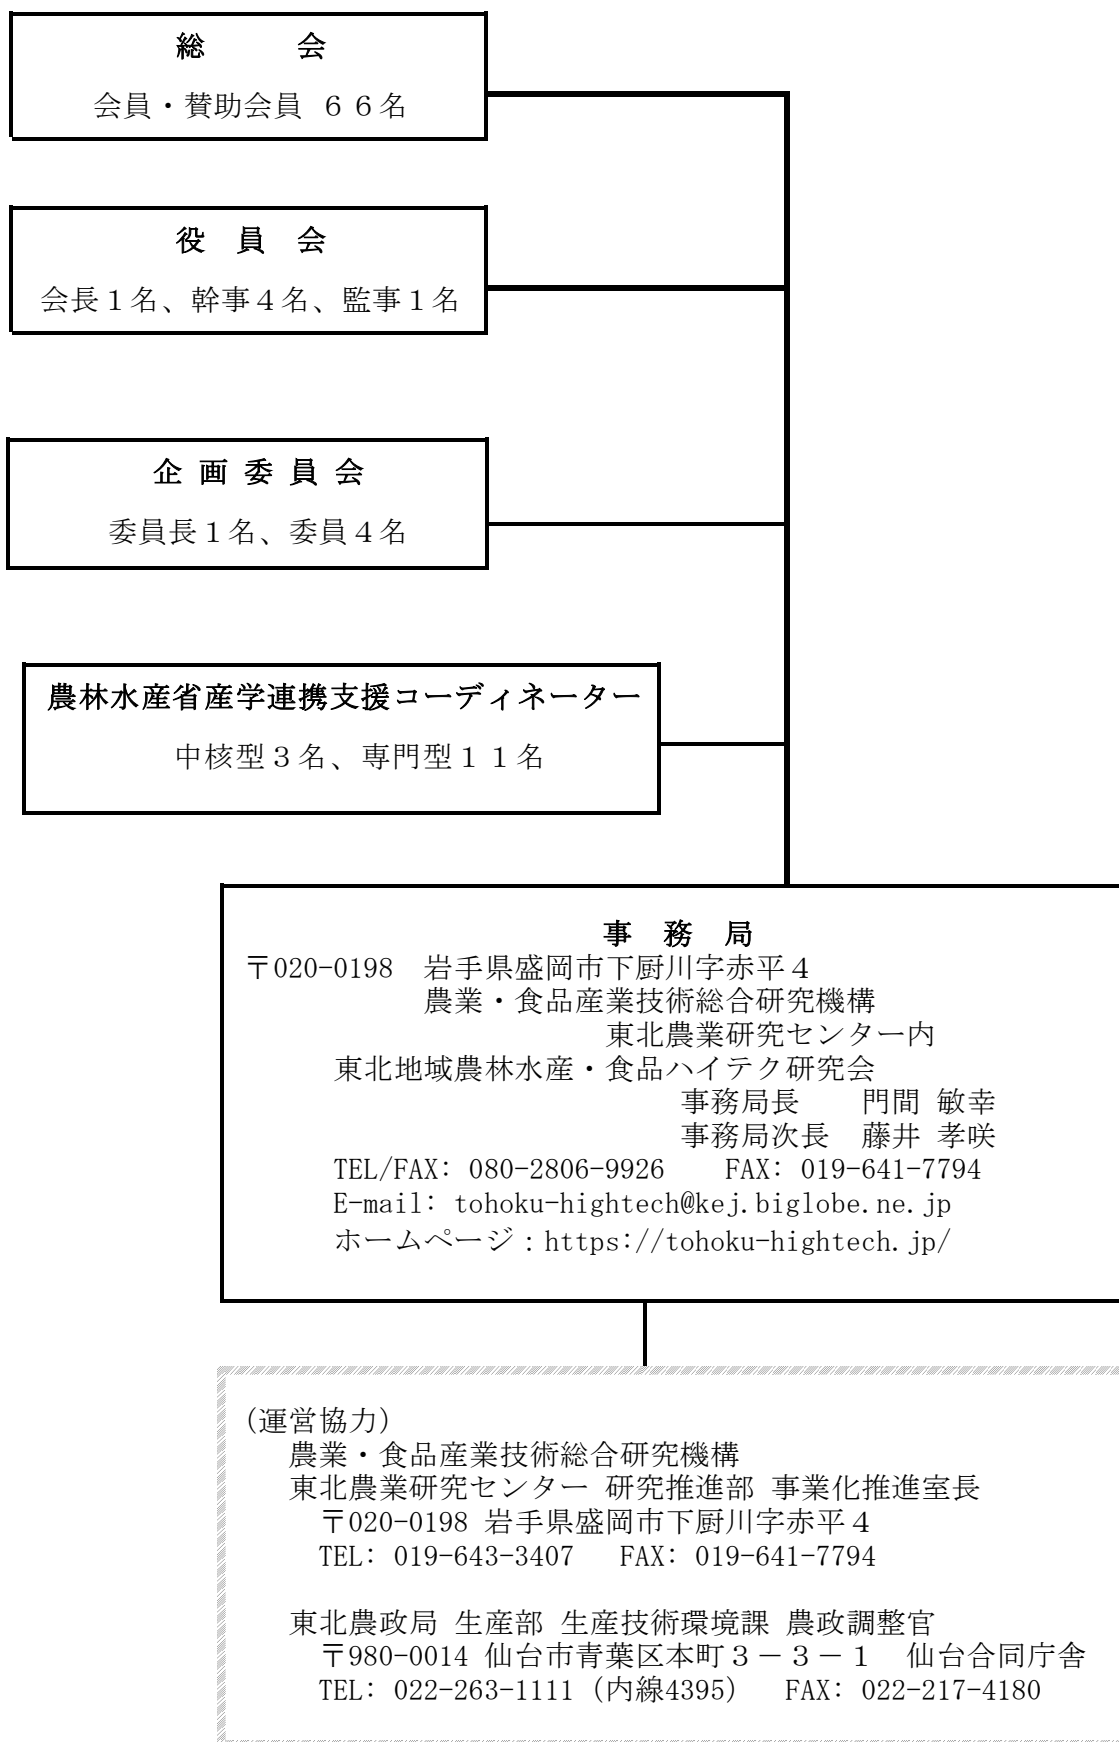 総　　　会
会員・賛助会員 ６６名
役　員　会
会長１名、幹事４名、監事１名
企 画 委 員 会
委員長１名、委員４名
農林水産省産学連携支援コーディネーター
中核型３名、専門型１１名
事　務　局
〒020-0198　岩手県盛岡市下厨川字赤平４
農業・食品産業技術総合研究機構
東北農業研究センター内
東北地域農林水産・食品ハイテク研究会
事務局長　　門間 敏幸
事務局次長　藤井 孝咲
TEL/FAX: 080-2806-9926　　FAX: 019-641-7794
E-mail: tohoku-hightech@kej.biglobe.ne.jp
ホームページ：https://tohoku-hightech.jp/
（運営協力）
農業・食品産業技術総合研究機構
東北農業研究センター 研究推進部 事業化推進室長
〒020-0198 岩手県盛岡市下厨川字赤平４
TEL: 019-643-3407　FAX: 019-641-7794
東北農政局 生産部 生産技術環境課 農政調整官
〒980-0014 仙台市青葉区本町３－３－１　仙台合同庁舎
TEL: 022-263-1111（内線4395）　FAX: 022-217-4180